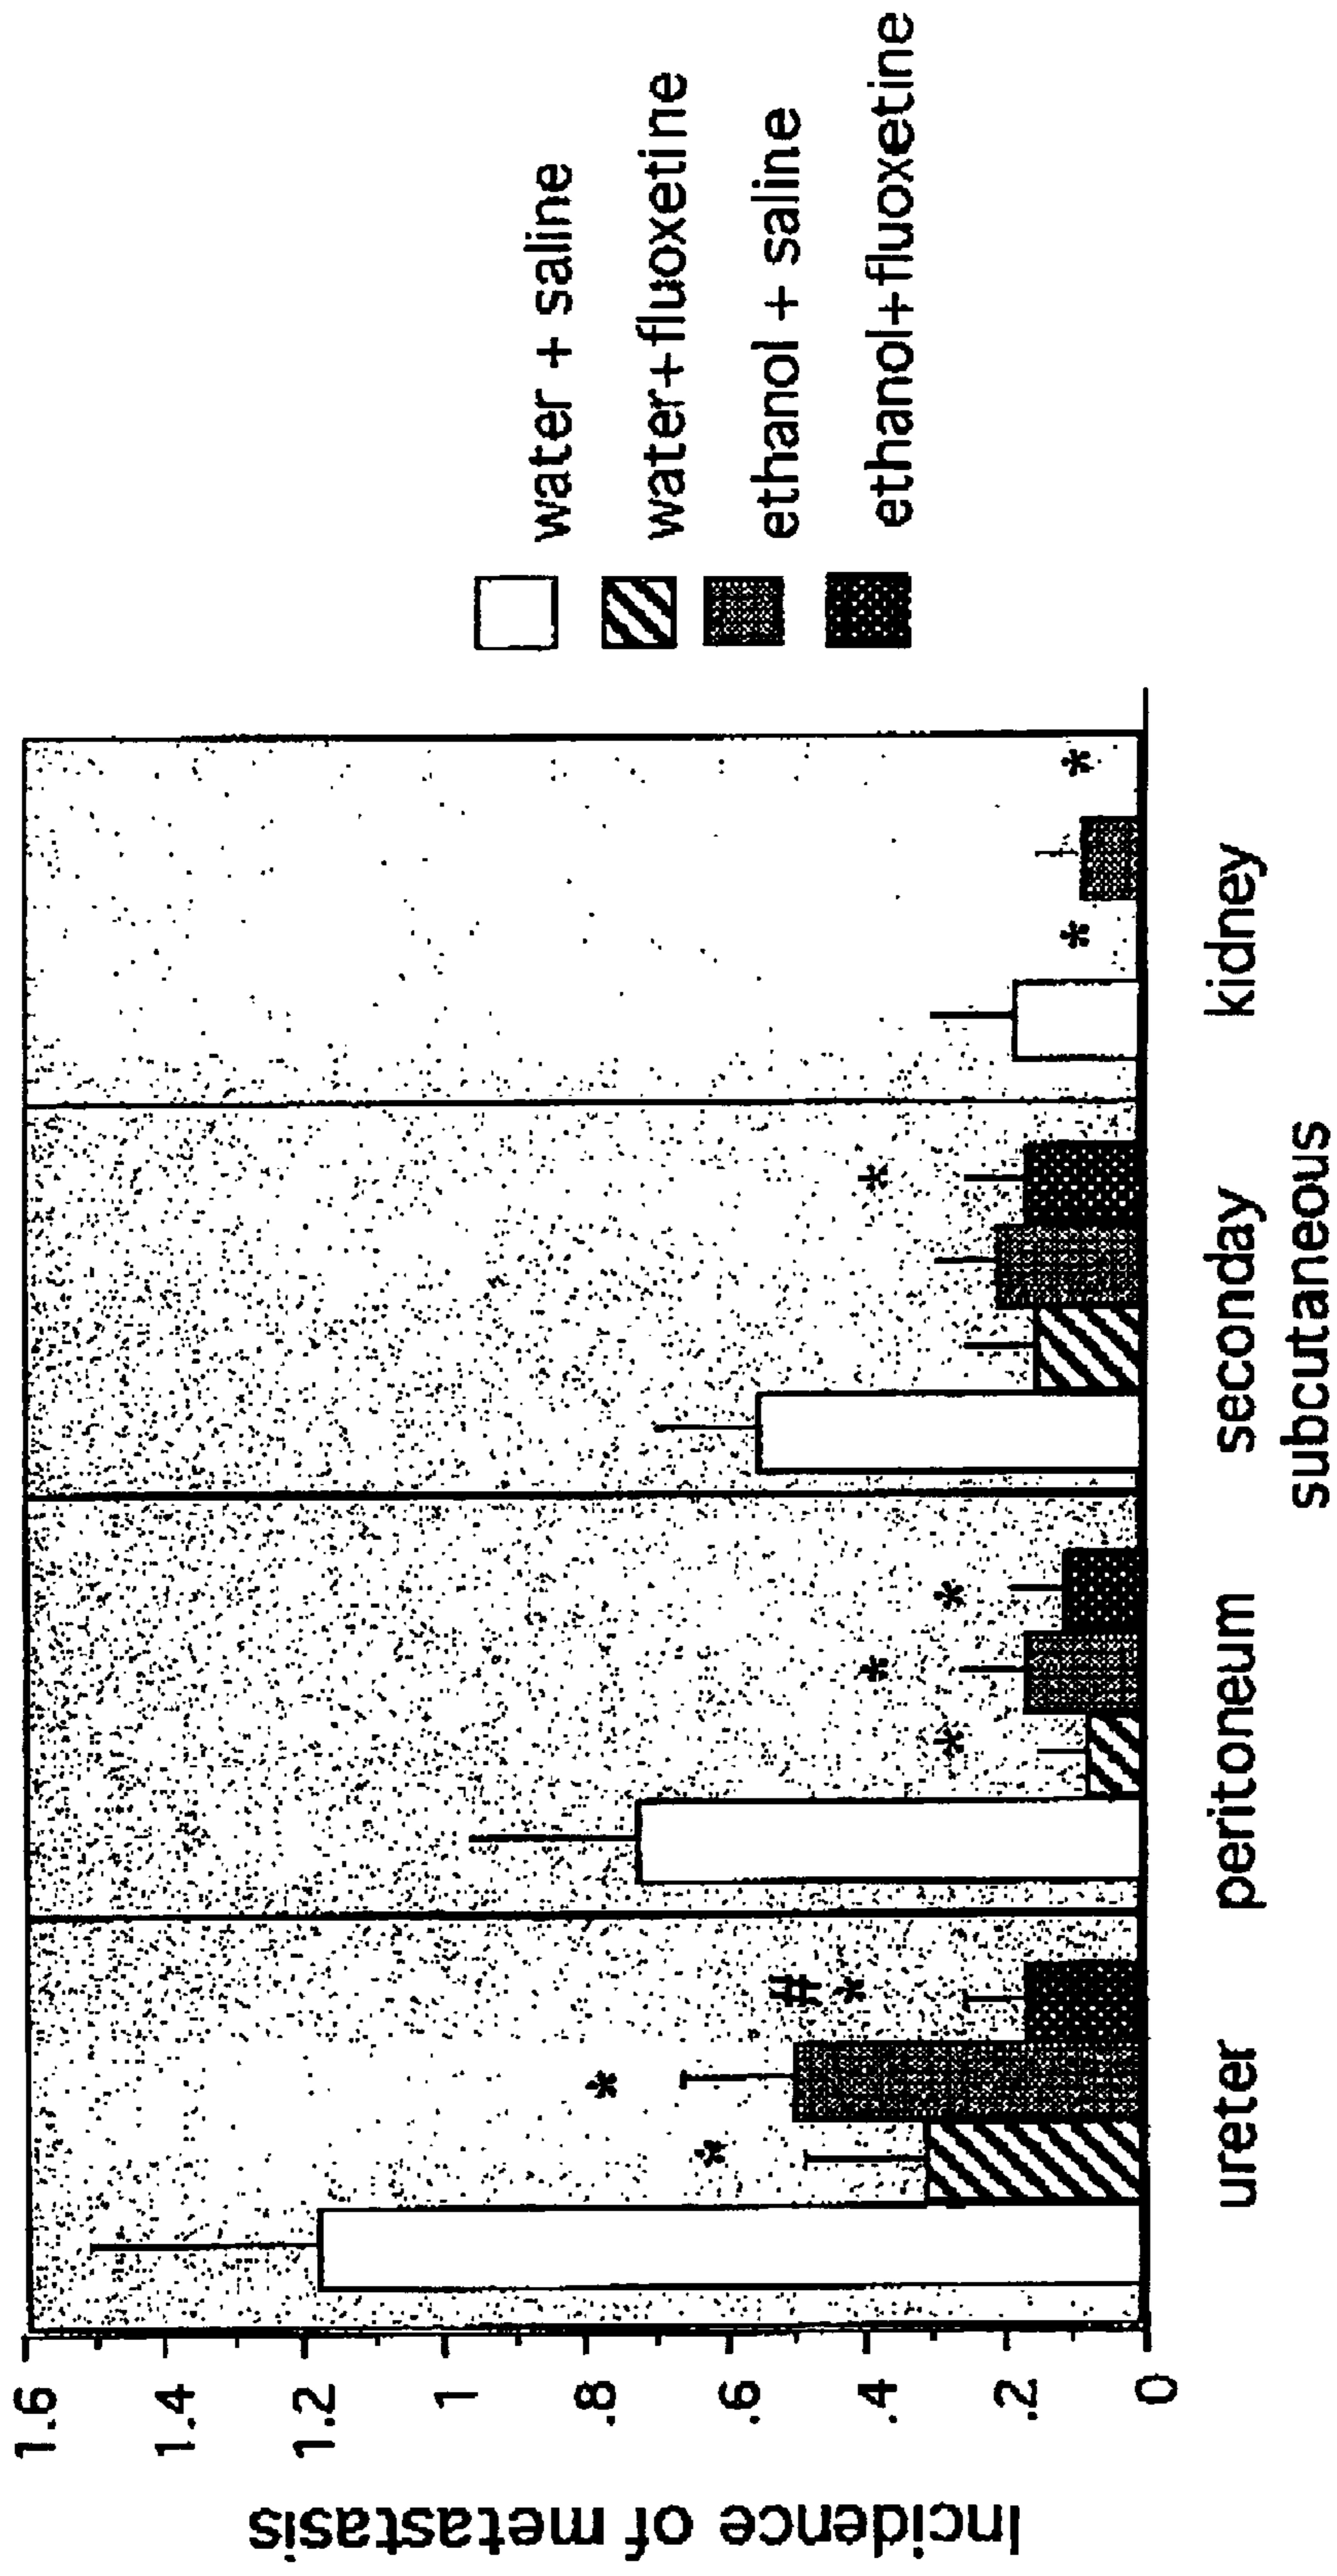 Incidence of metastasis
1.6
1.4
1.2
1
.8
.6
.4
.2
0
*
*
#
*
*
*
*
*
*
*
ureter
peritoneum
seconday
subcutaneous
kidney
water + saline
water+fluoxetine
ethanol + saline
ethanol+fluoxetine